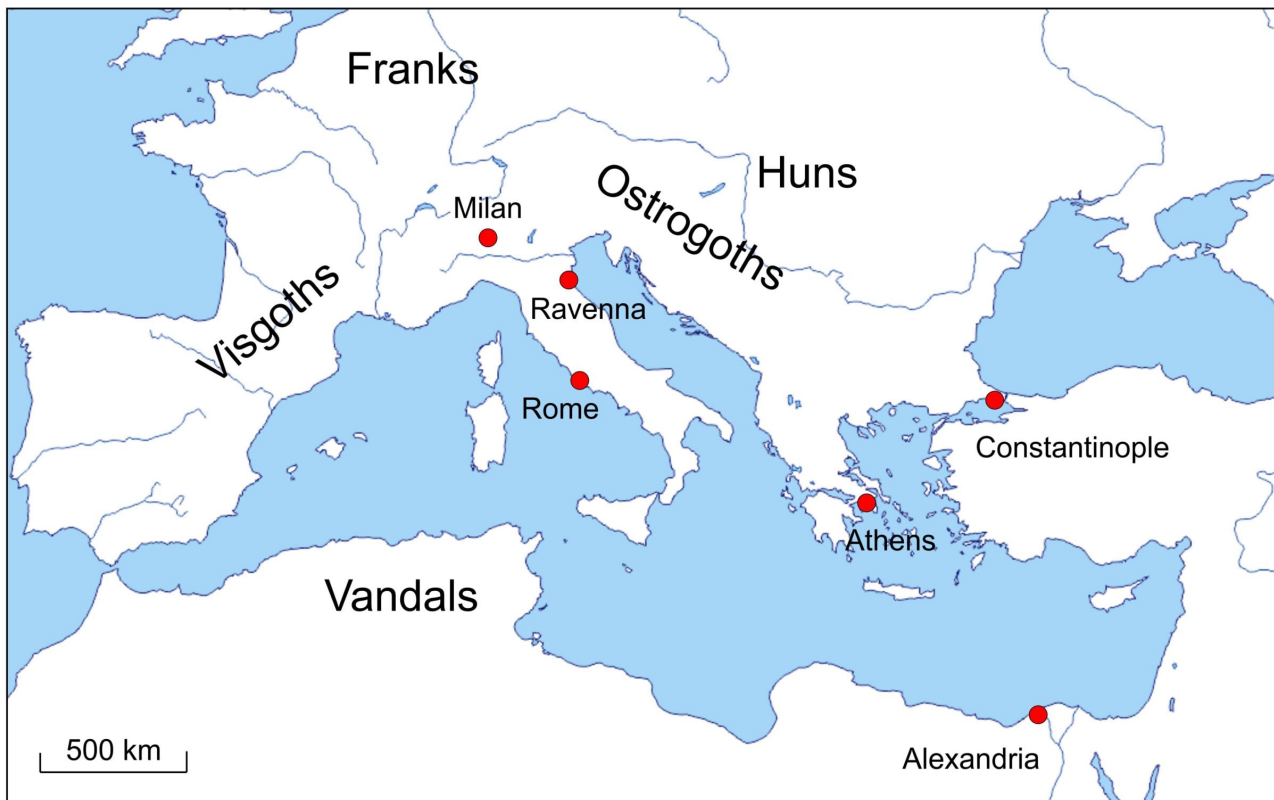 Franks
Huns
Ostrogoths
Milan
Visgoths
Ravenna
Rome
Constantinople
Athens
Vandals
500 km
Alexandria